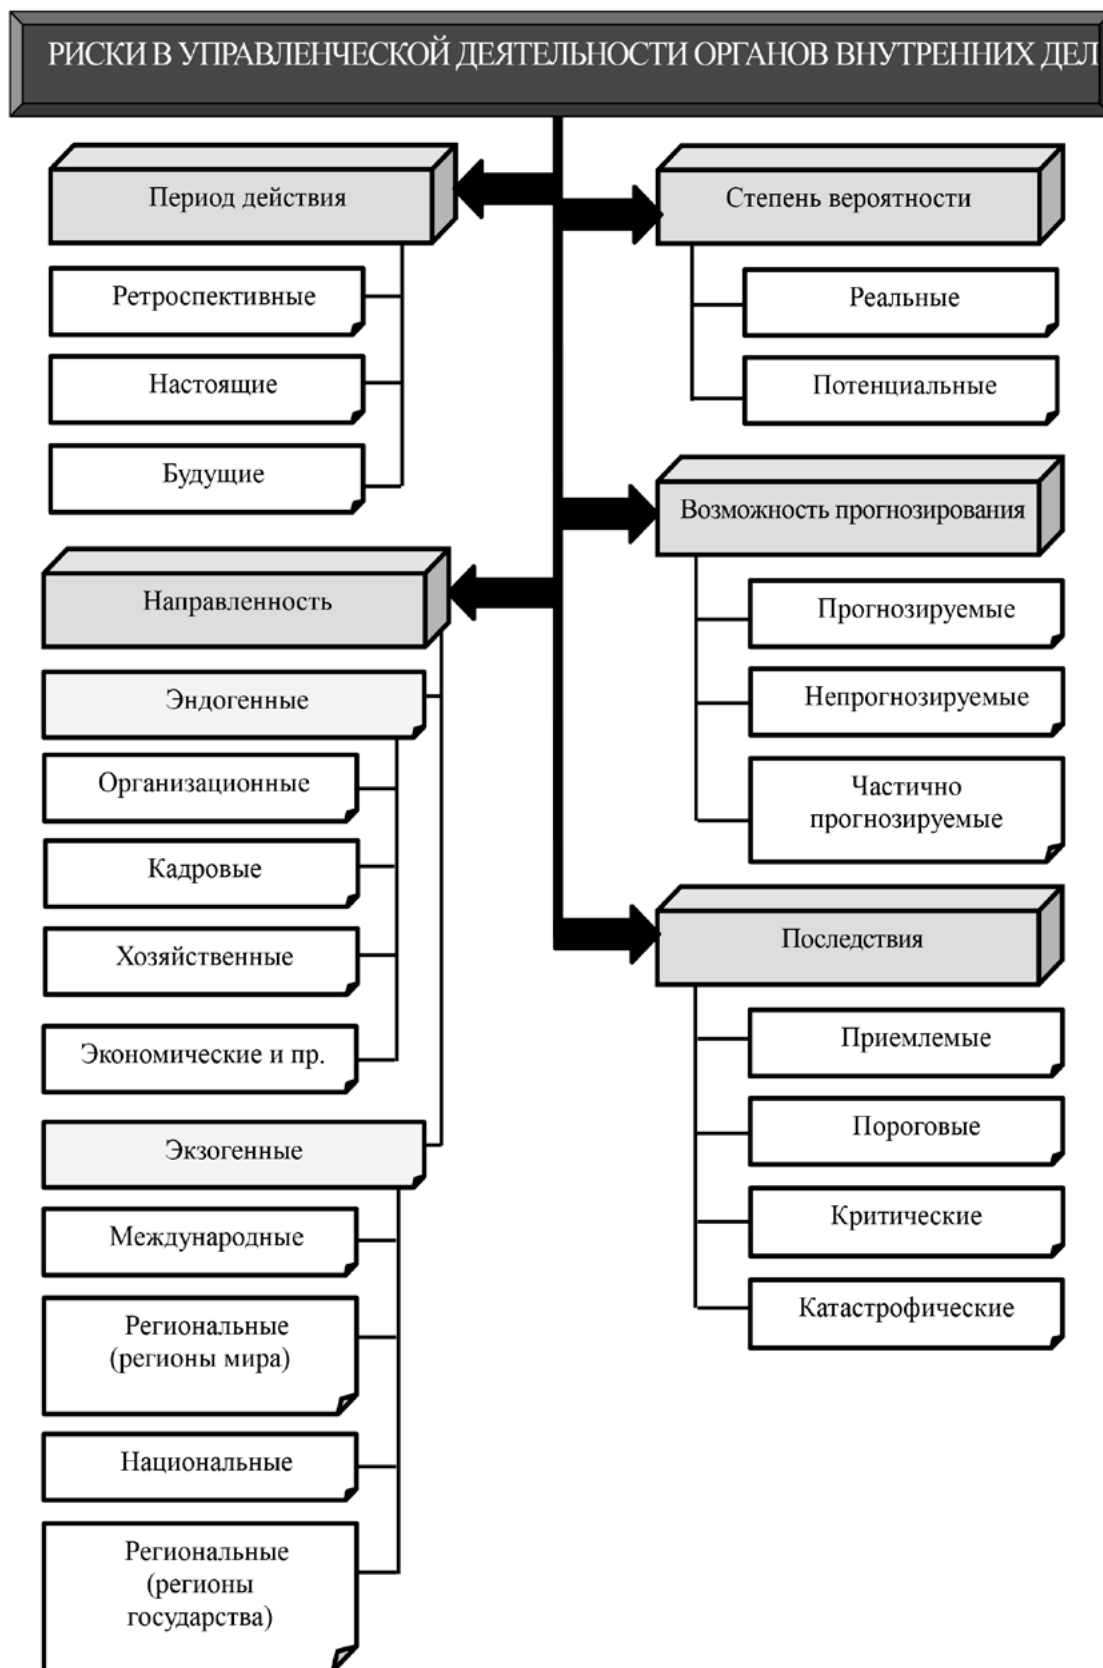 РИСКИ В УПРАВЛЕНЧЕСКОЙ ДЕЯТЕЛЬНОСТИ ОРГАНОВ ВНУТРЕННИХ ДЕЛ
Период действия
Ретроспективные
Настоящие
Будущие
Направленность
Эндогенные
Организационные
Кадровые
Хозяйственные
Экономические и пр.
Экзогенные
Международные
Региональные
(регионы мира)
Национальные
Региональные
(регионы
государства)
Степень вероятности
Реальные
Потенциальные
Возможность прогнозирования
Прогнозируемые
Непрогнозируемые
Частично
прогнозируемые
Последствия
Приемлемые
Пороговые
Критические
Катастрофические